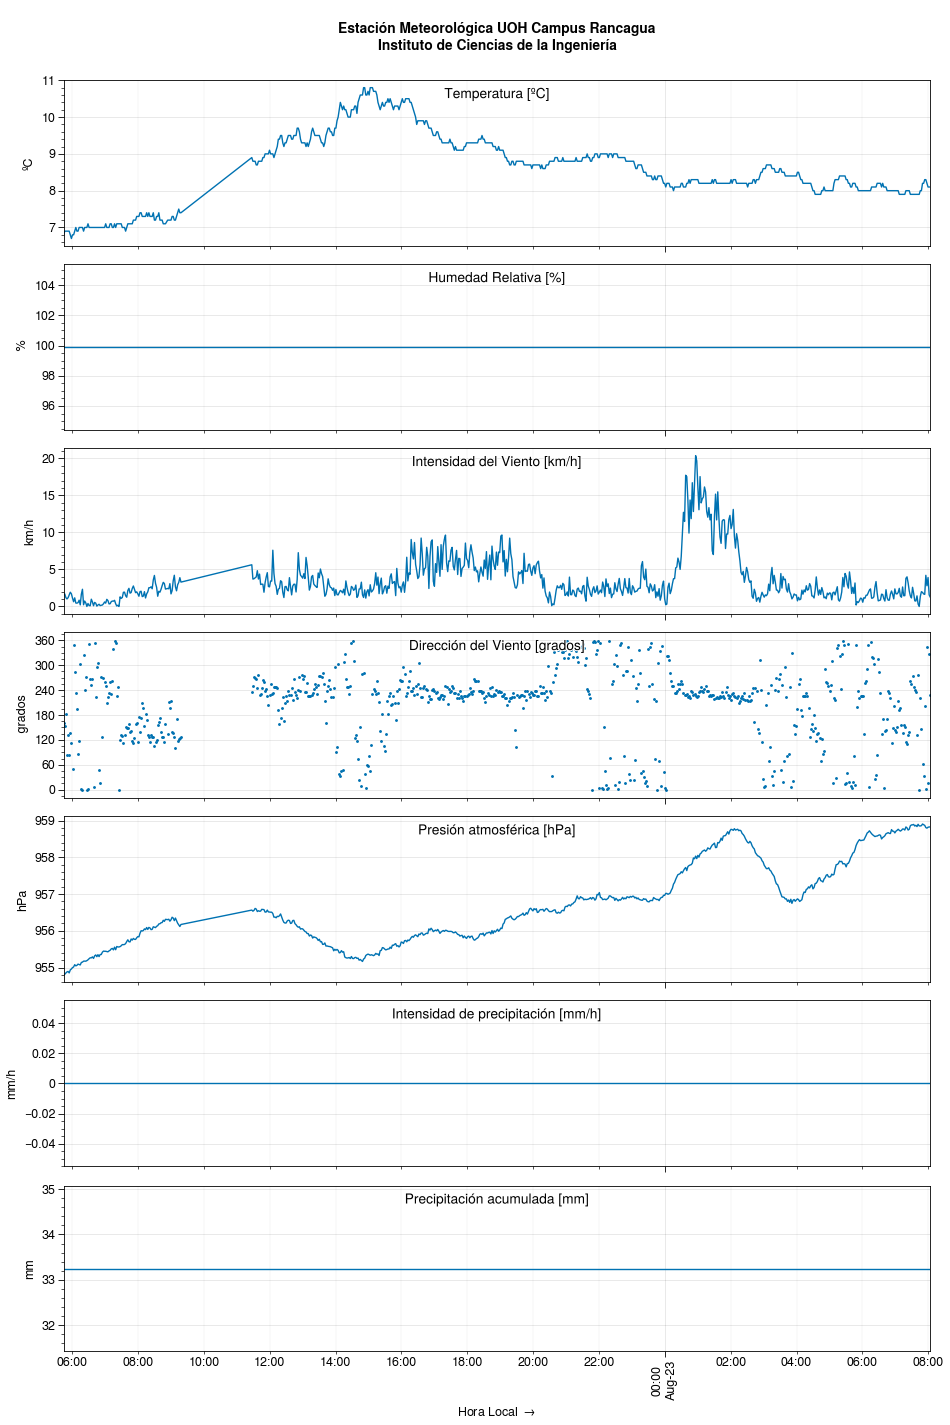 Estación Meteorológica UOH Campus Rancagua
Instituto de Ciencias de la Ingeniería
Temperatura [ºC]
ºC
11
10
9
8
7
Humedad Relativa [%]
%
104
102
100
98
96
Intensidad del Viento [km/h]
km/h
20
15
10
5
0
Dirección del Viento [grados]
grados
360
300
240
180
120
60
0
Presión atmosférica [hPa]
hPa
959
958
957
956
955
Intensidad de precipitación [mm/h]
mm/h
0.04
0.02
0
−0.02
−0.04
Precipitación acumulada [mm]
mm
35
34
33
32
06:00 08:00 10:00 12:00 14:00 16:00 18:00 20:00 22:00 00:00 02:00 04:00 06:00 08:00
Aug-23
Hora Local →